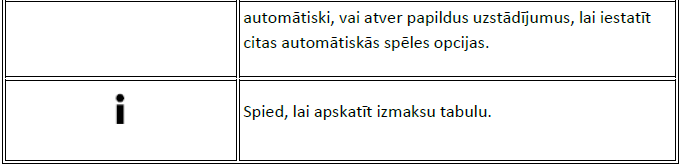 automātiski, vai atver papildus uzstādījumus, lai iestatīt
citas automātiskās spēles opcijas.
i
Spied, lai apskatīt izmaksu tabulu.